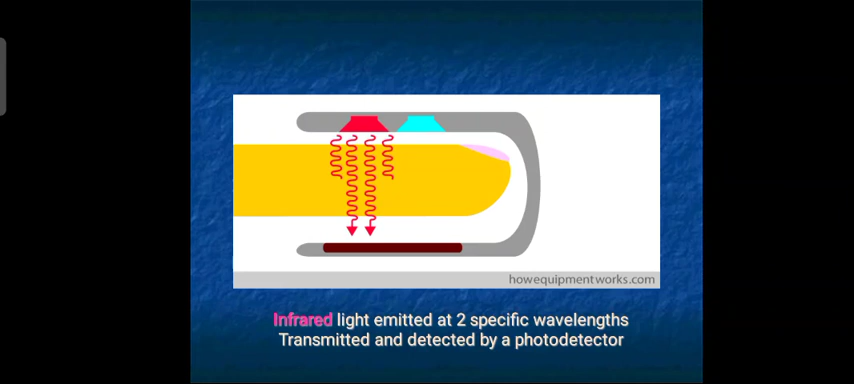 howequipmentworks.com
Infrared light emitted at 2 specific wavelengths
Transmitted and detected by a photodetector